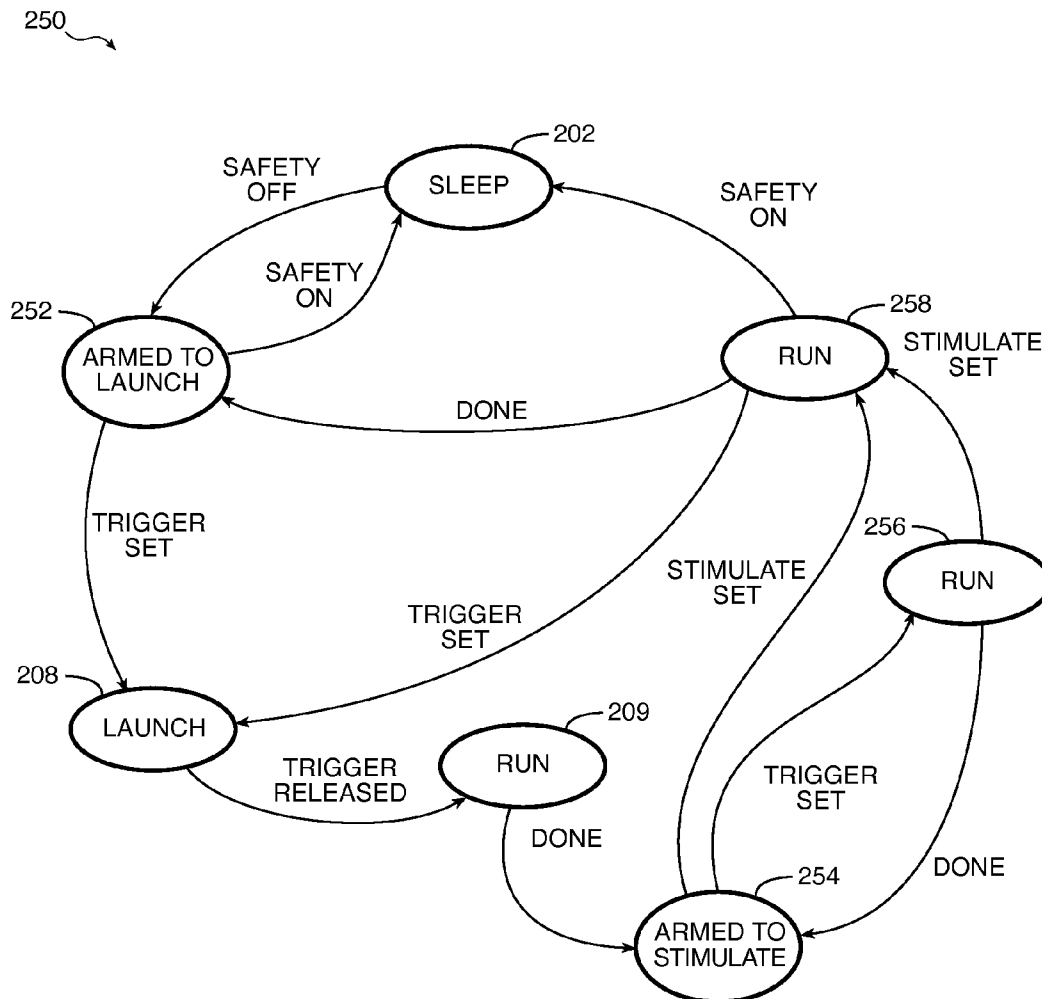 250
202
SLEEP
SAFETY
OFF
SAFETY
ON
SAFETY
ON
252
ARMED TO
LAUNCH
258
RUN
STIMULATE
SET
DONE
TRIGGER
SET
256
RUN
STIMULATE
SET
TRIGGER
SET
208
LAUNCH
209
RUN
TRIGGER
RELEASED
TRIGGER
SET
DONE
DONE
254
ARMED TO
STIMULATE